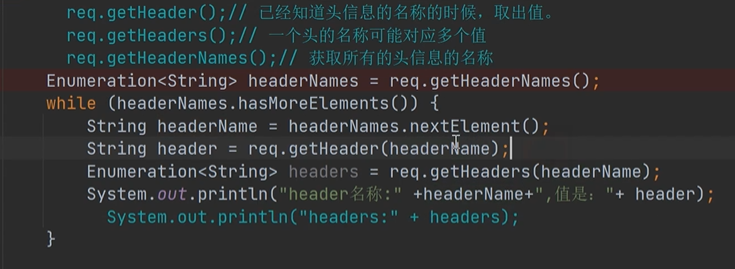 req.getHeader();// 已经知道头信息的名称的时候，取出值。
req.getHeaders();// 一个头的名称可能对应多个值
req.getHeaderNames();// 获取所有的头信息的名称
Enumeration<String> headerNames = req.getHeaderNames();
while (headerNames.hasMoreElements()) {
String headerName = headerNames.nextElement();
String header = req.getHeader(headerName);
Enumeration<String> headers = req.getHeaders(headerName);
System.out.println("header名称:" +headerName+",值是："+ header);
System.out.println("headers:" + headers);
}